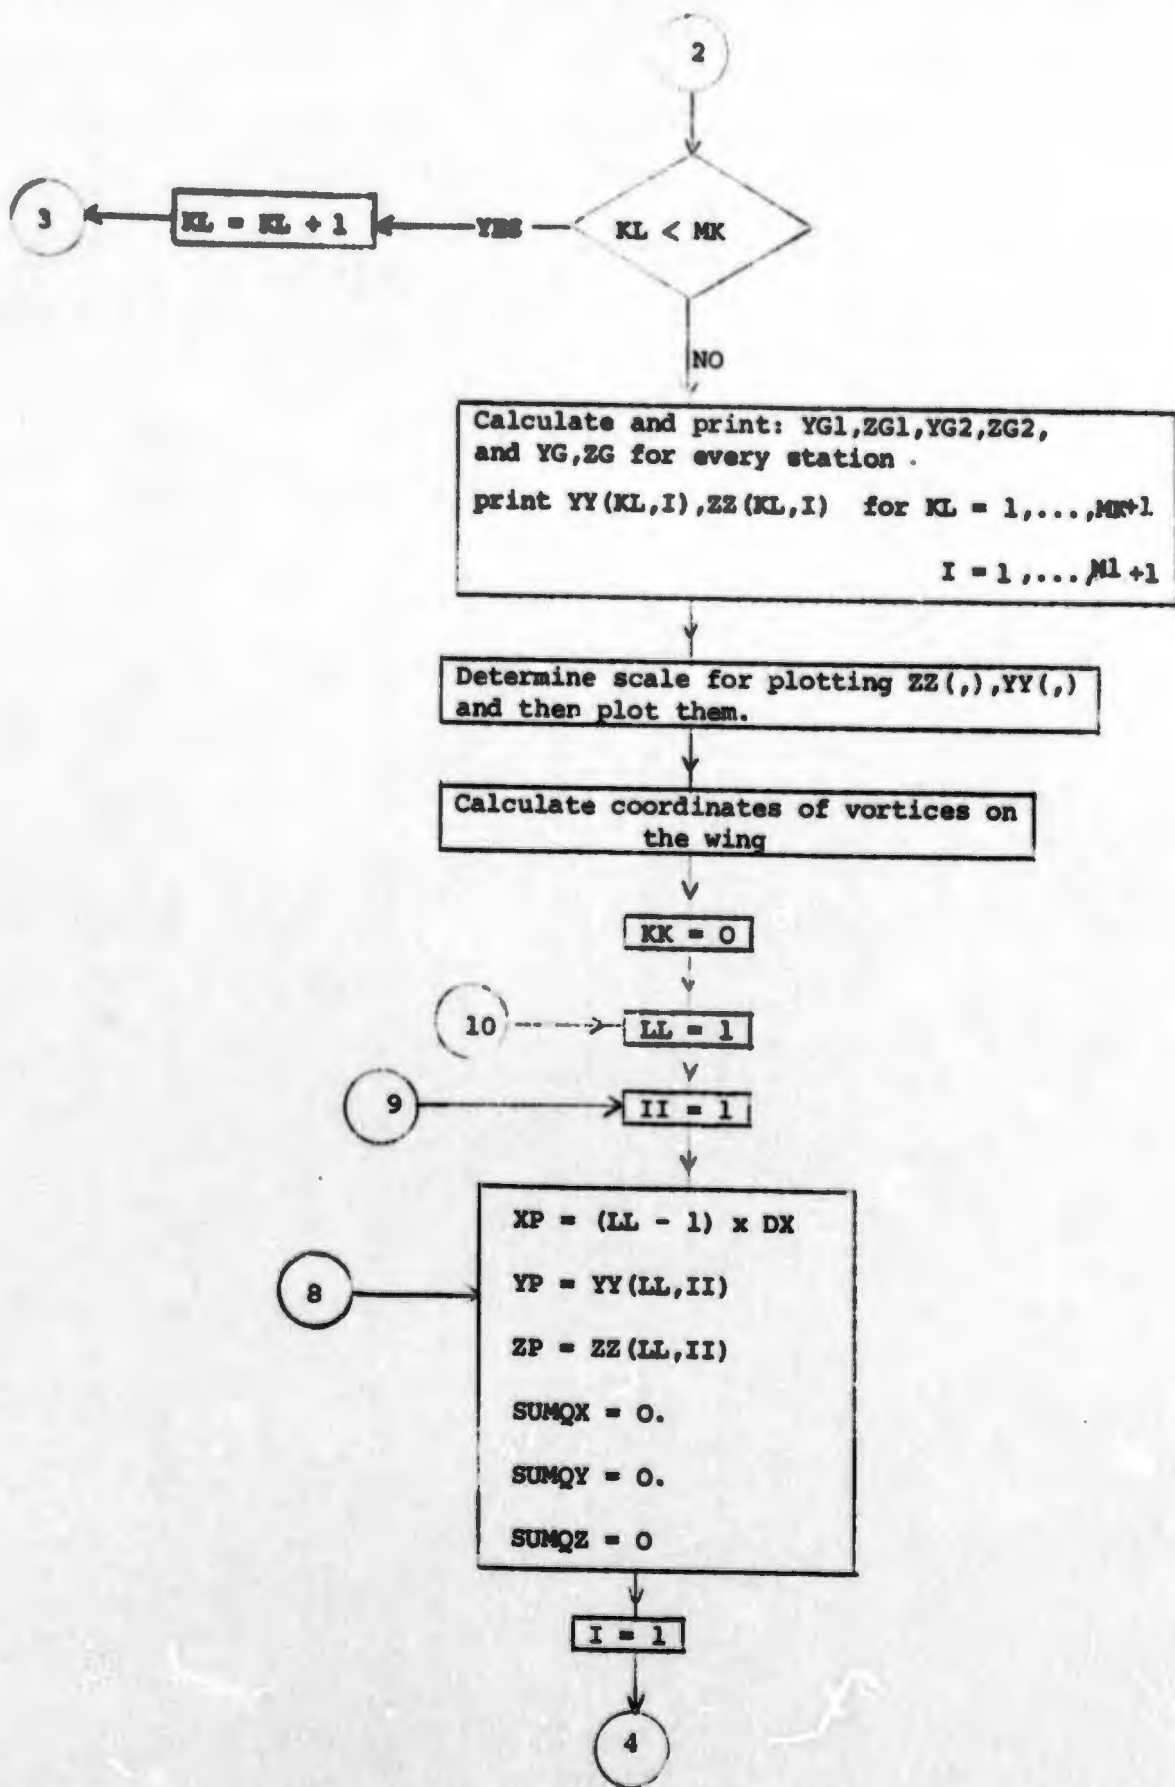 2
3
KL = KL + 1
YES
KL < MK
NO
Calculate and print: YG1,ZG1,YG2,ZG2,
and YG,ZG for every station .
print YY(KL,I),ZZ(KL,I) for KL = 1,...,MK+1
I = 1,...,M1+1
Determine scale for plotting ZZ(,),YY(,)
and then plot them.
Calculate coordinates of vortices on
the wing
KK = 0
10
LL = 1
9
II = 1
XP = (LL - 1) x DX
8
YP = YY(LL,II)
ZP = ZZ(LL,II)
SUMQX = 0.
SUMQY = 0.
SUMQZ = 0
I = 1
4